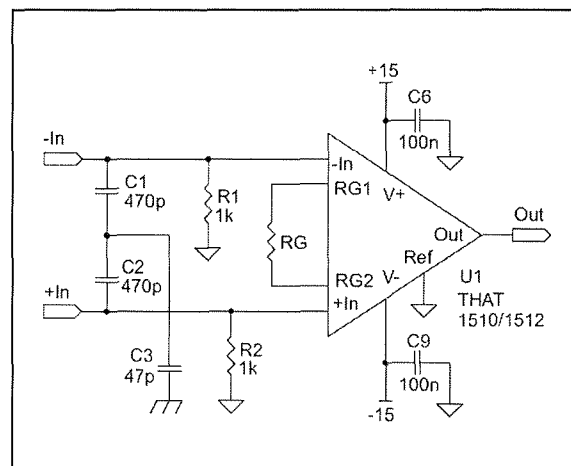 +15
C6
100n
-In
C1
470p
R1
1k
-In
RG1
V+
RG
Out
Out
C2
470p
RG2
Ref
V-
U1
+In
+In
THAT
1510/1512
C3
47p
R2
1k
C9
100n
-15